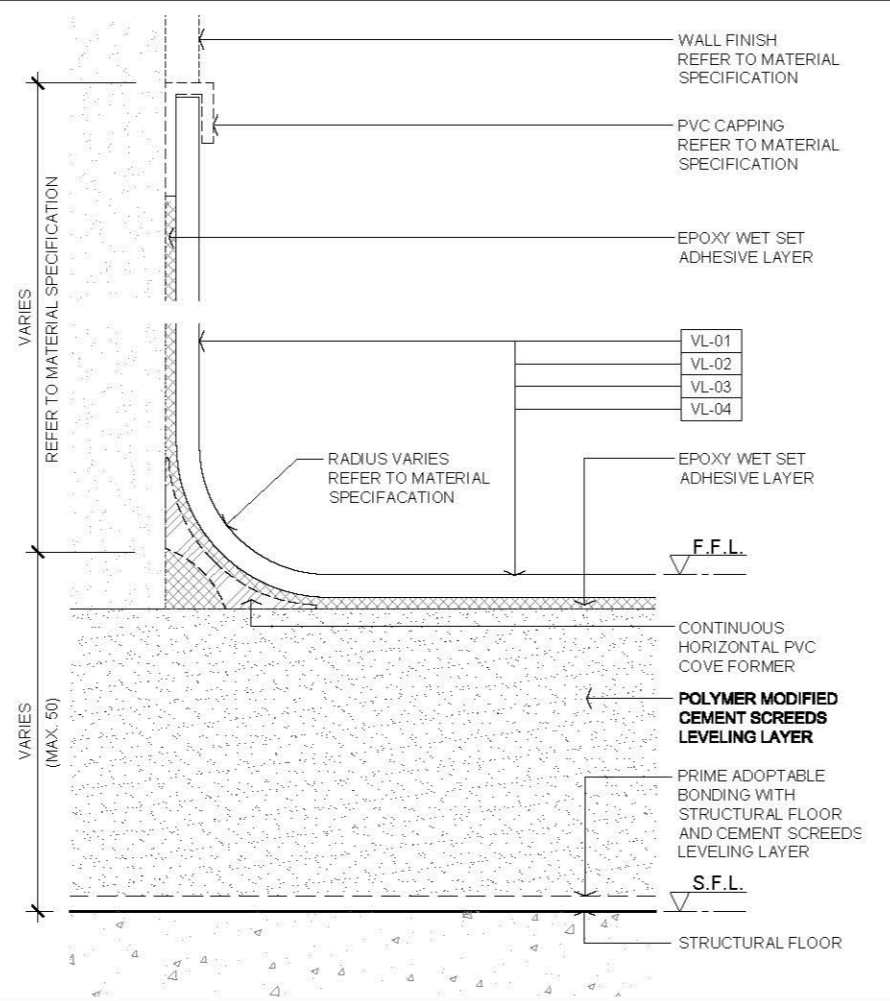 WALL FINISH
REFER TO MATERIAL
SPECIFICATION
PVC CAPPING
REFER TO MATERIAL
SPECIFICATION
EPOXY WET SET
ADHESIVE LAYER
VARIES
REFER TO MATERIAL SPECIFICATION
VL-01
VL-02
VL-03
VL-04
RADIUS VARIES
REFER TO MATERIAL
SPECIFACATION
EPOXY WET SET
ADHESIVE LAYER
F.F.L.
CONTINUOUS
HORIZONTAL PVC
COVE FORMER
VARIES
(MAX. 50)
POLYMER MODIFIED
CEMENT SCREEDS
LEVELING LAYER
PRIME ADOPTABLE
BONDING WITH
STRUCTURAL FLOOR
AND CEMENT SCREEDS
LEVELING LAYER
S.F.L.
STRUCTURAL FLOOR